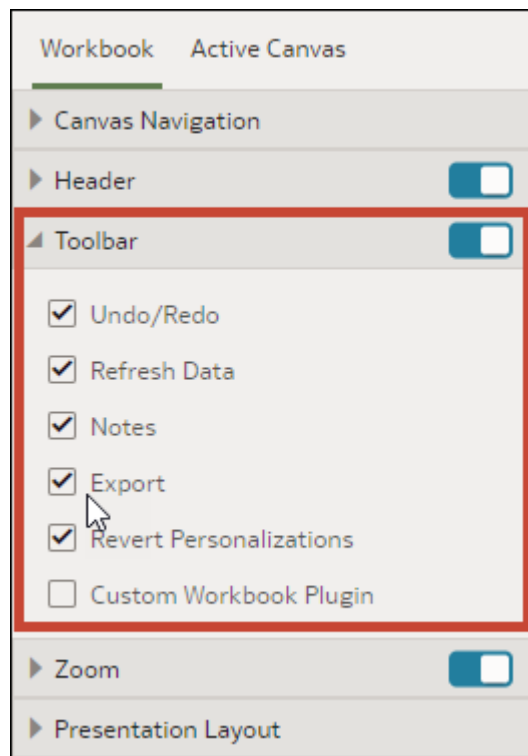 Workbook Active Canvas
Canvas Navigation
Header
Toolbar
Undo/Redo
Refresh Data
Notes
Export
Revert Personalizations
Custom Workbook Plugin
Zoom
Presentation Layout